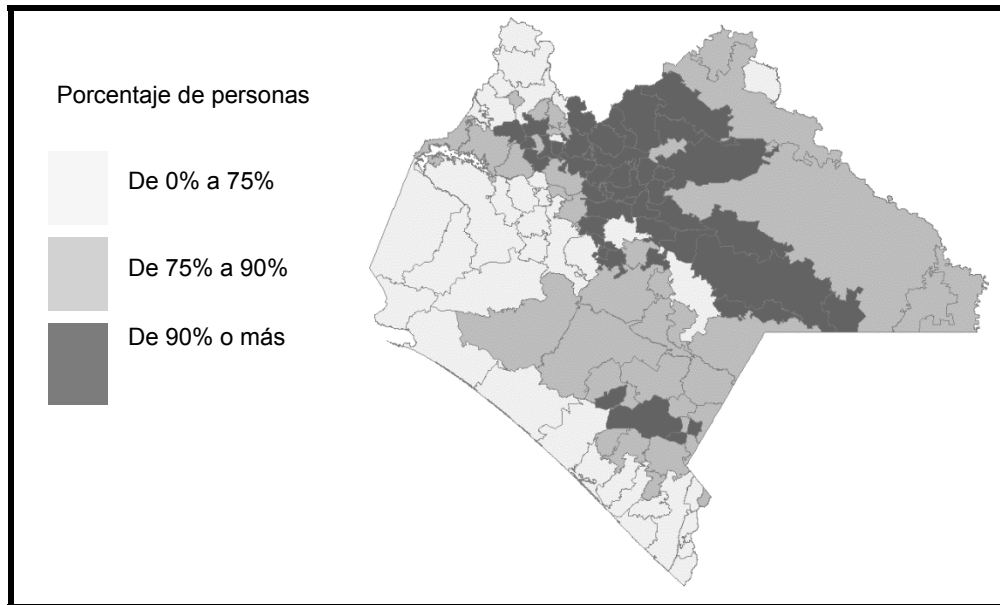 Porcentaje de personas
De 0% a 75%
De 75% a 90%
De 90% o más